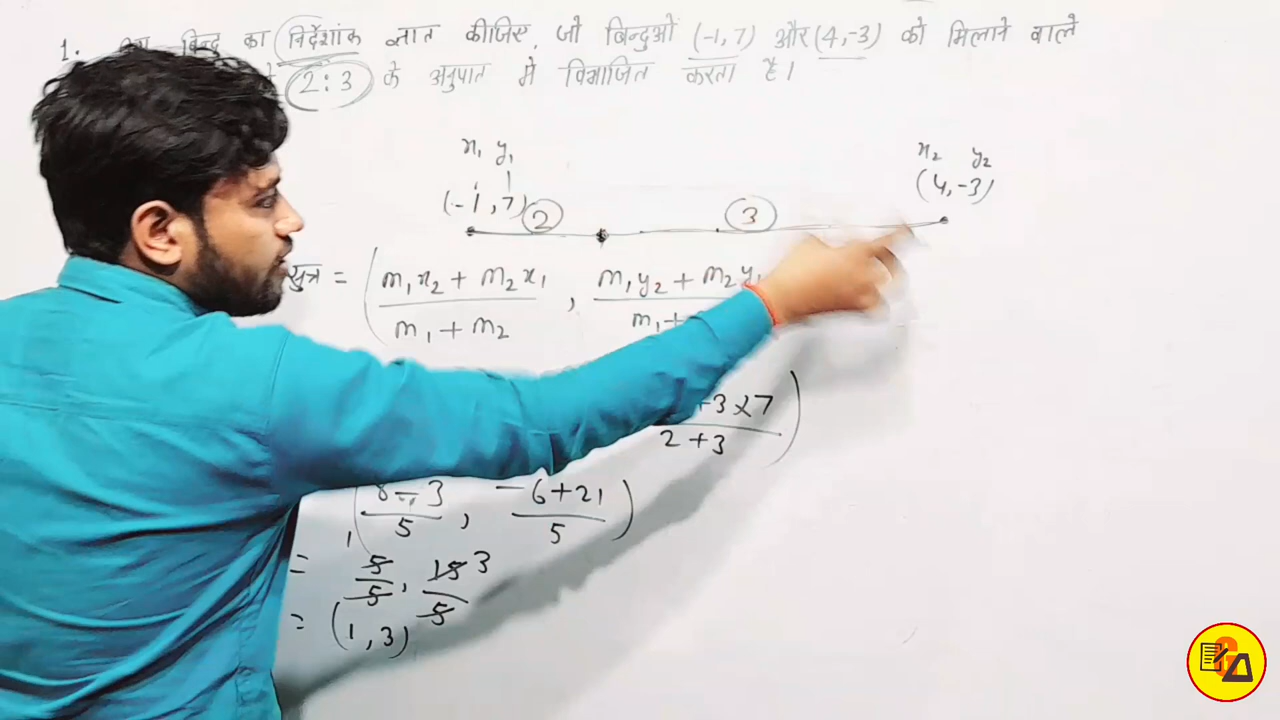 1. बिन्दु का निर्देशांक ज्ञात कीजिए, जो बिन्दुओ (-1,7) और (4,-3) को मिलाने वाले
2:3 के अनुपात मे विभाजित करता है।
x₁ y₁ x₂ y₂
(-1,7) (4,-3)
2 3
सूत्र = ( (m₁x₂ + m₂x₁)/(m₁+m₂) , (m₁y₂ + m₂y₁)/(m₁+
+3×7)/(2+3) )
( (8-3)/5 , (-6+21)/5 )
= 5/5 1, 15/5 3
= (1,3)